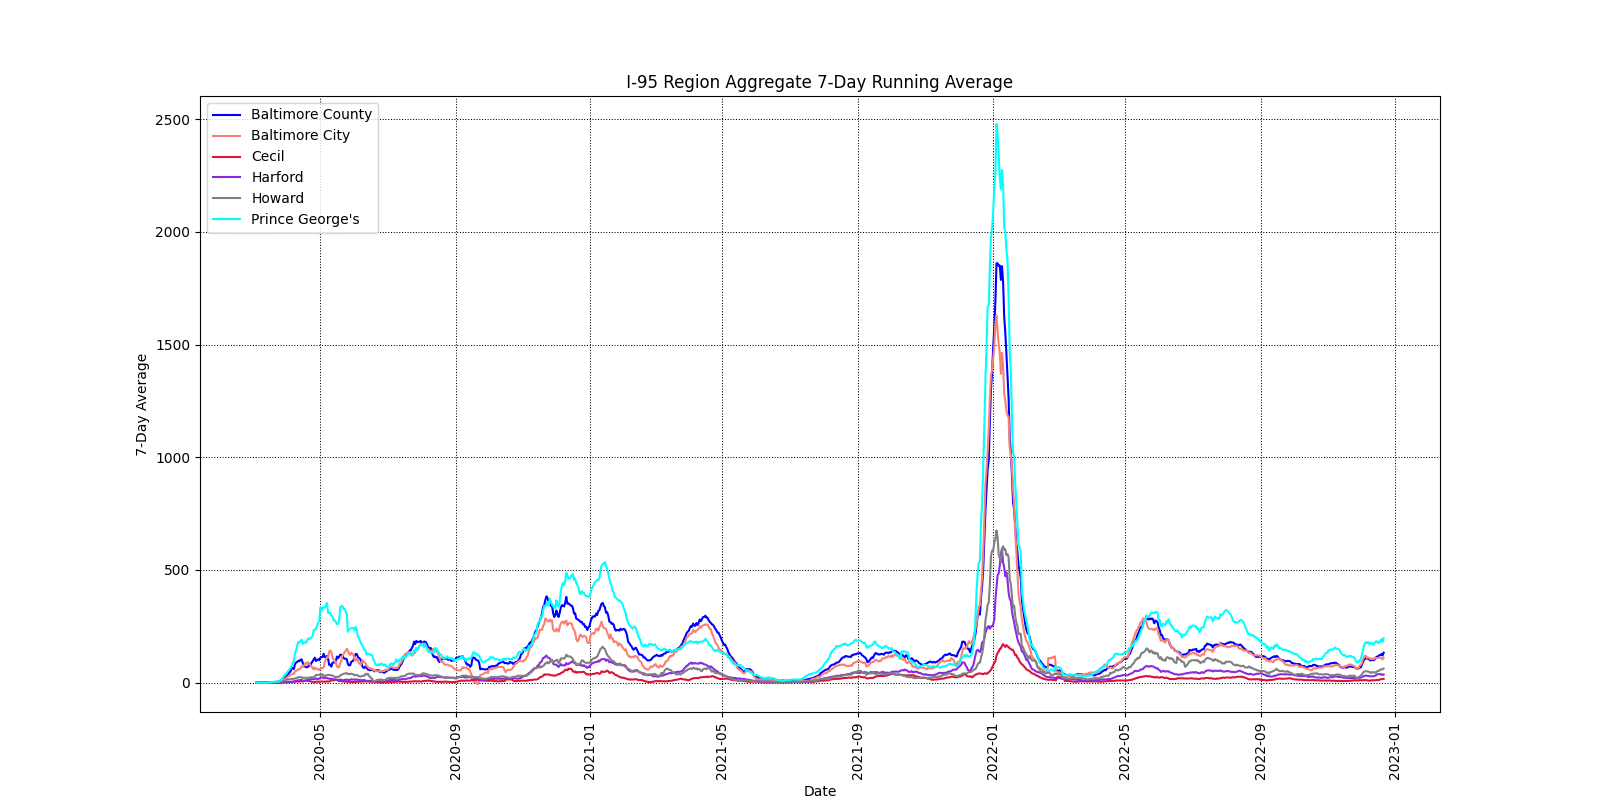 I-95 Region Aggregate 7-Day Running Average
Baltimore County
Baltimore City
Cecil
Harford
Howard
Prince George's
7-Day Average
2500
2000
1500
1000
500
0
2020-05
2020-09
2021-01
2021-05
2021-09
2022-01
2022-05
2022-09
2023-01
Date